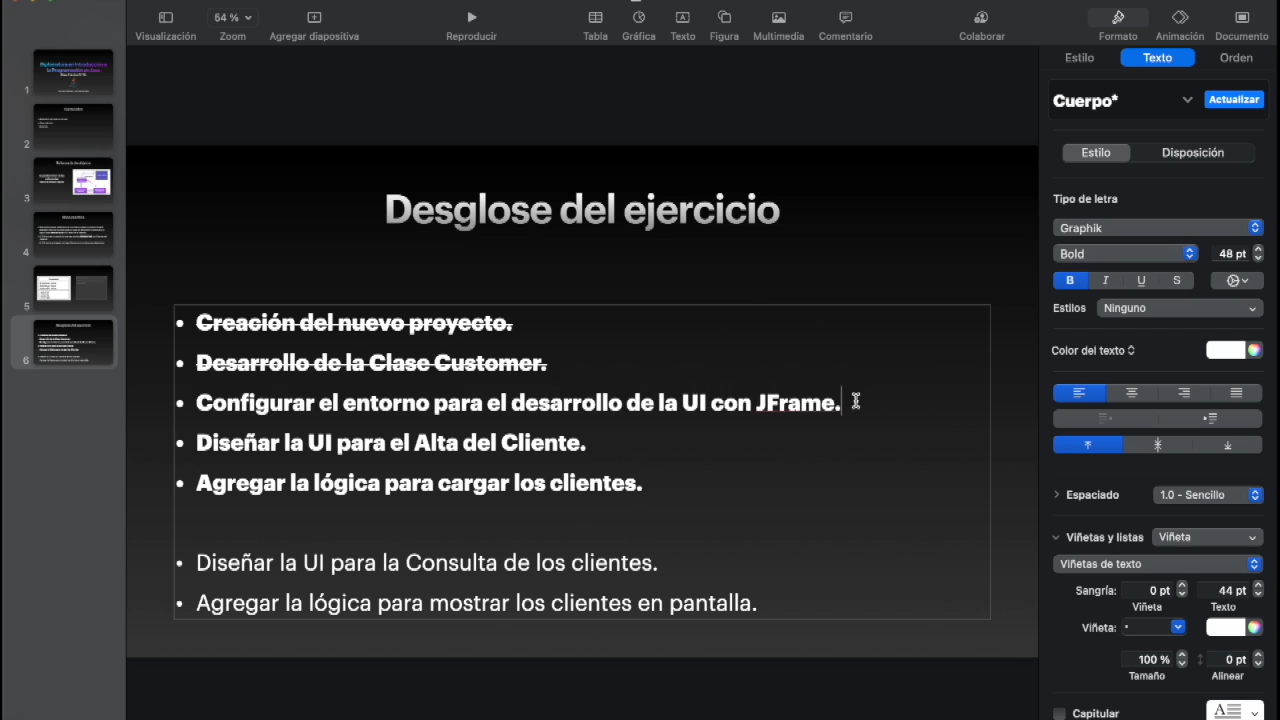 54 %
Visualización
Zoom
Agregar diapositiva
Reproducir
Tabla
Gráfica
Texto
Figura
Multimedia
Comentario
Colaborar
Formato
Animación
Documento
1
2
3
4
5
6
Desglose del ejercicio
• Creación del nuevo proyecto.
• Desarrollo de la Clase Customer.
• Configurar el entorno para el desarrollo de la UI con JFrame.
• Diseñar la UI para el Alta del Cliente.
• Agregar la lógica para cargar los clientes.
• Diseñar la UI para la Consulta de los clientes.
• Agregar la lógica para mostrar los clientes en pantalla.
Estilo
Texto
Orden
Cuerpo*
Actualizar
Estilo
Disposición
Tipo de letra
Graphik
Bold
48 pt
B I U S
Estilos
Ninguno
Color del texto
Espaciado
1.0 - Sencillo
Viñetas y listas
Viñeta
Viñetas de texto
Sangría:
0 pt
44 pt
Viñeta
Texto
Viñeta:
•
100 %
0 pt
Tamaño
Alinear
Capitular
A